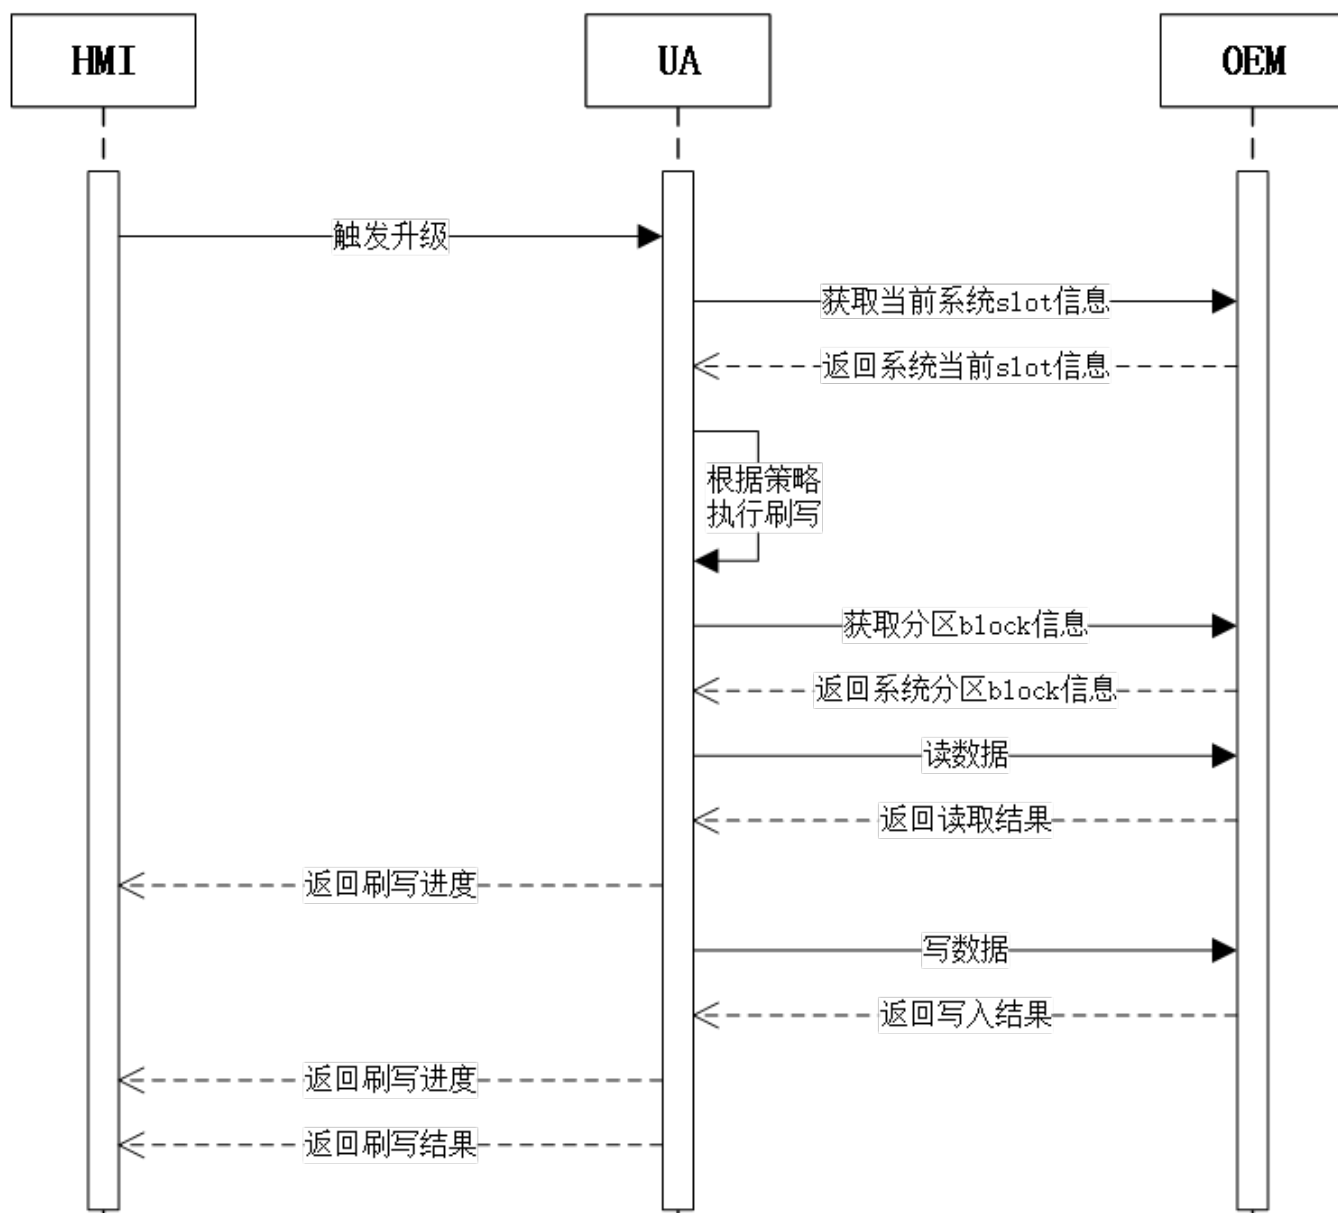 HMI
UA
OEM
触发升级
获取当前系统slot信息
返回系统当前slot信息
根据策略
执行刷写
获取分区block信息
返回系统分区block信息
读数据
返回读取结果
返回刷写进度
写数据
返回写入结果
返回刷写进度
返回刷写结果